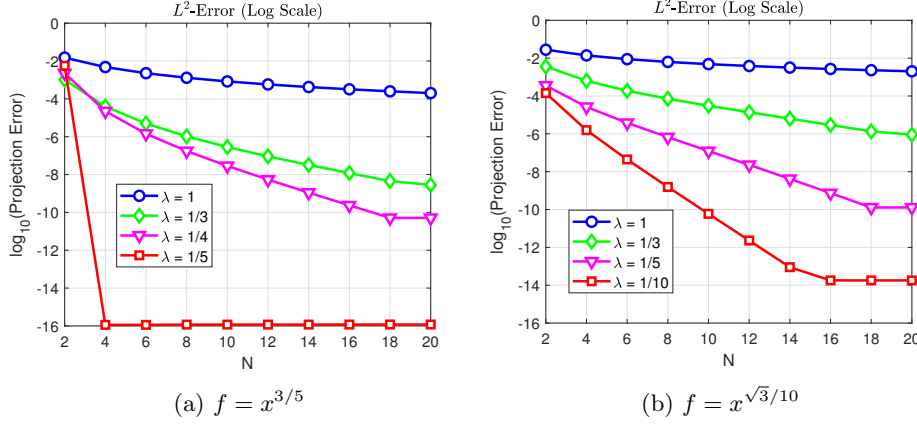 L²-Error (Log Scale)
0
-2
-4
-6
-8
-10
-12
-14
-16
log₁₀(Projection Error)
λ = 1
λ = 1/3
λ = 1/4
λ = 1/5
2 4 6 8 10 12 14 16 18 20
N
(a) f = x^{3/5}
L²-Error (Log Scale)
0
-2
-4
-6
-8
-10
-12
-14
-16
log₁₀(Projection Error)
λ = 1
λ = 1/3
λ = 1/5
λ = 1/10
2 4 6 8 10 12 14 16 18 20
N
(b) f = x^{√3/10}